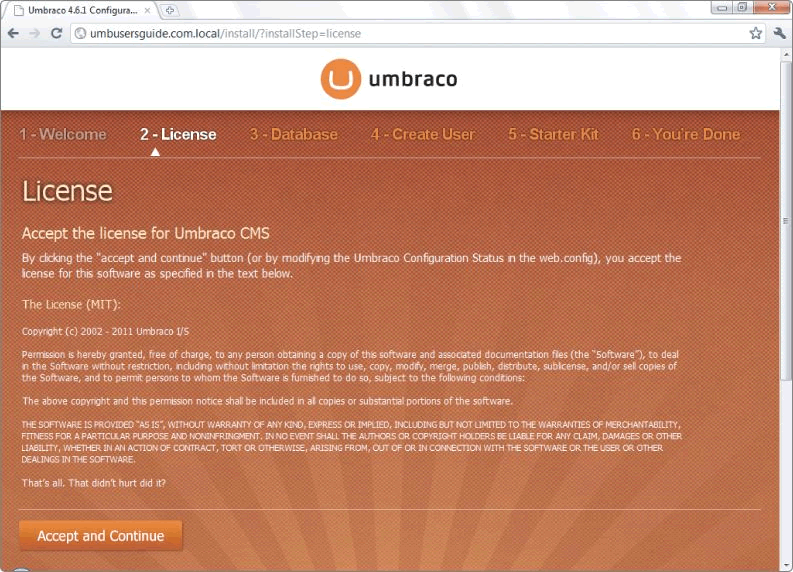 Umbraco 4.6.1 Configura...
umbusersguide.com.local/install/?installStep=license
umbraco
1 - Welcome 2 - License 3 - Database 4 - Create User 5 - Starter Kit 6 - You're Done
License
Accept the license for Umbraco CMS
By clicking the "accept and continue" button (or by modifying the Umbraco Configuration Status in the web.config), you accept the
license for this software as specified in the text below.
The License (MIT):
Copyright (c) 2002 - 2011 Umbraco I/S
Permission is hereby granted, free of charge, to any person obtaining a copy of this software and associated documentation files (the "Software"), to deal
in the Software without restriction, including without limitation the rights to use, copy, modify, merge, publish, distribute, sublicense, and/or sell copies of
the Software, and to permit persons to whom the Software is furnished to do so, subject to the following conditions:
The above copyright and this permission notice shall be included in all copies or substantial portions of the software.
THE SOFTWARE IS PROVIDED "AS IS", WITHOUT WARRANTY OF ANY KIND, EXPRESS OR IMPLIED, INCLUDING BUT NOT LIMITED TO THE WARRANTIES OF MERCHANTABILITY,
FITNESS FOR A PARTICULAR PURPOSE AND NONINFRINGMENT. IN NO EVENT SHALL THE AUTHORS OR COPYRIGHT HOLDERS BE LIABLE FOR ANY CLAIM, DAMAGES OR OTHER
LIABILITY, WHETHER IN AN ACTION OF CONTRACT, TORT OR OTHERWISE, ARISING FROM, OUT OF OR IN CONNECTION WITH THE SOFTWARE OR THE USER OR OTHER
DEALINGS IN THE SOFTWARE.
That's all. That didn't hurt did it?
Accept and Continue